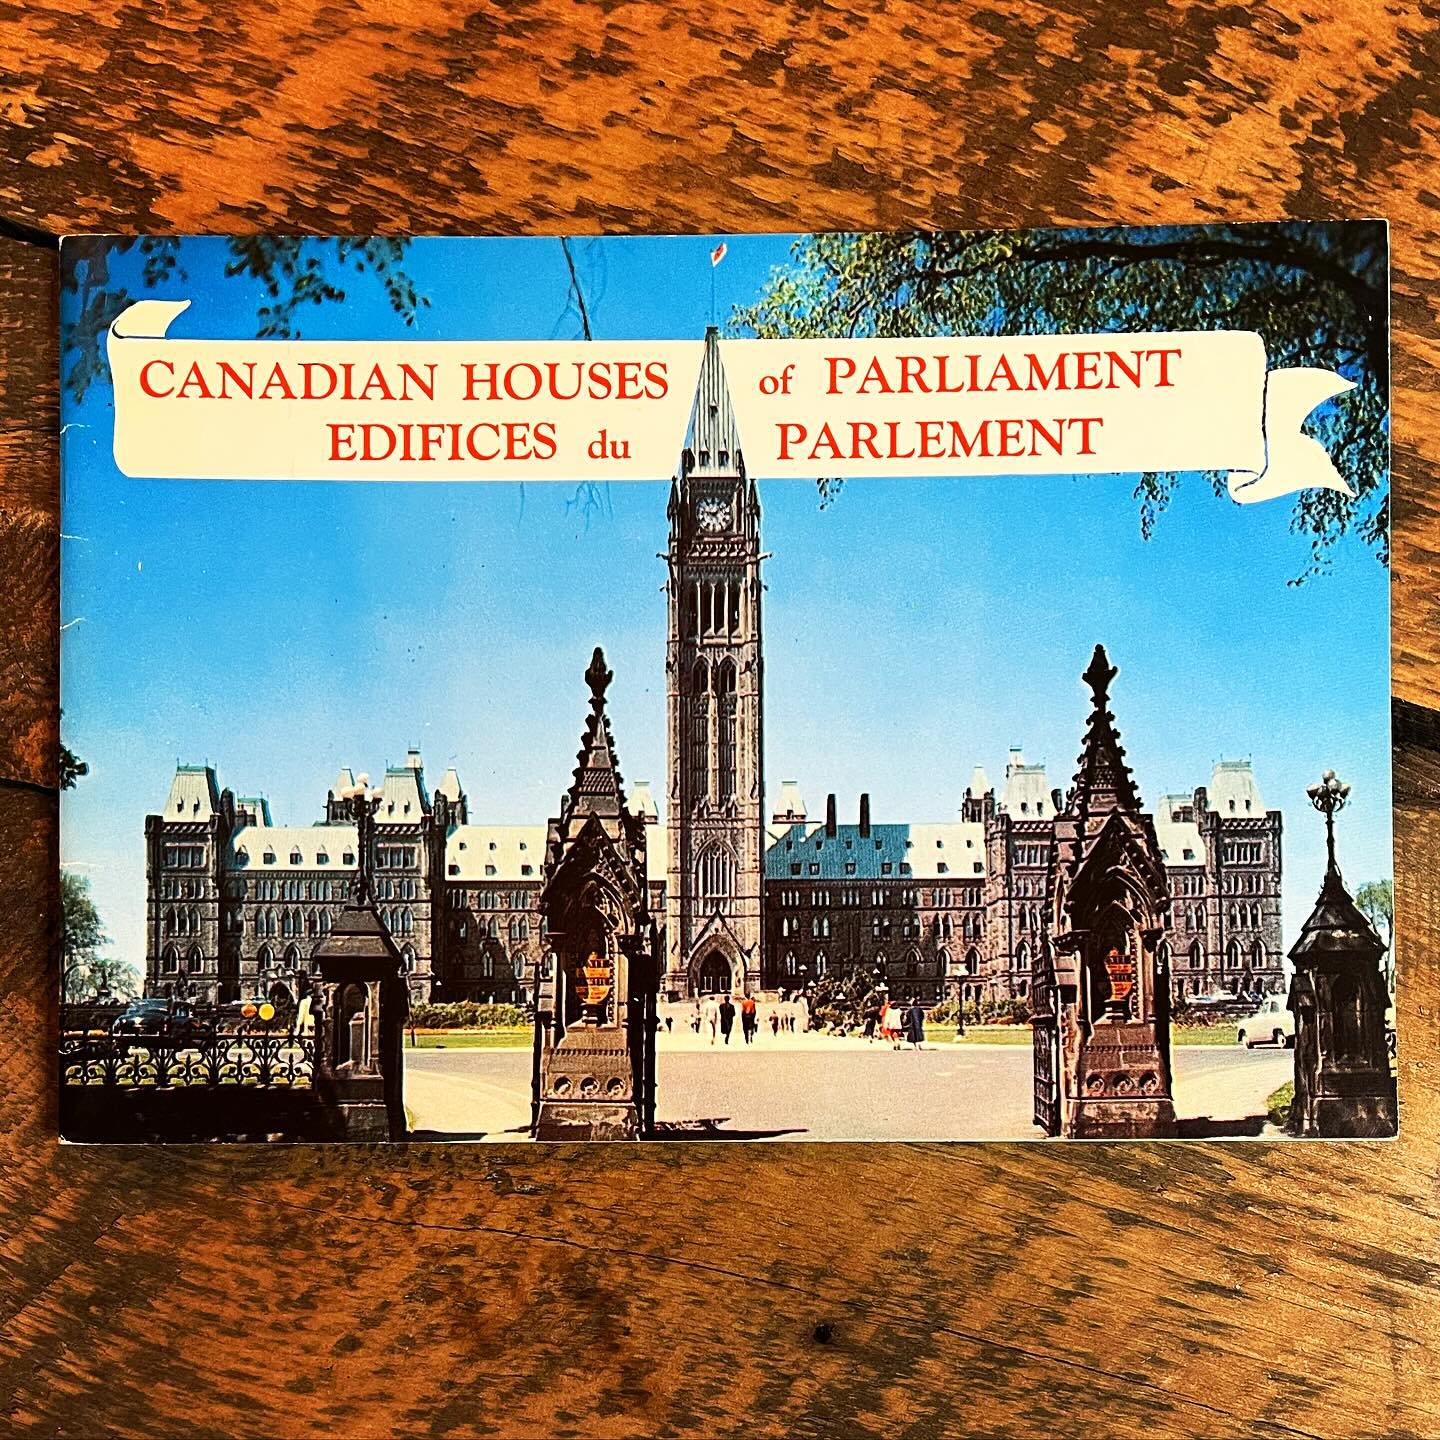 CANADIAN HOUSES of PARLIAMENT
EDIFICES du PARLEMENT